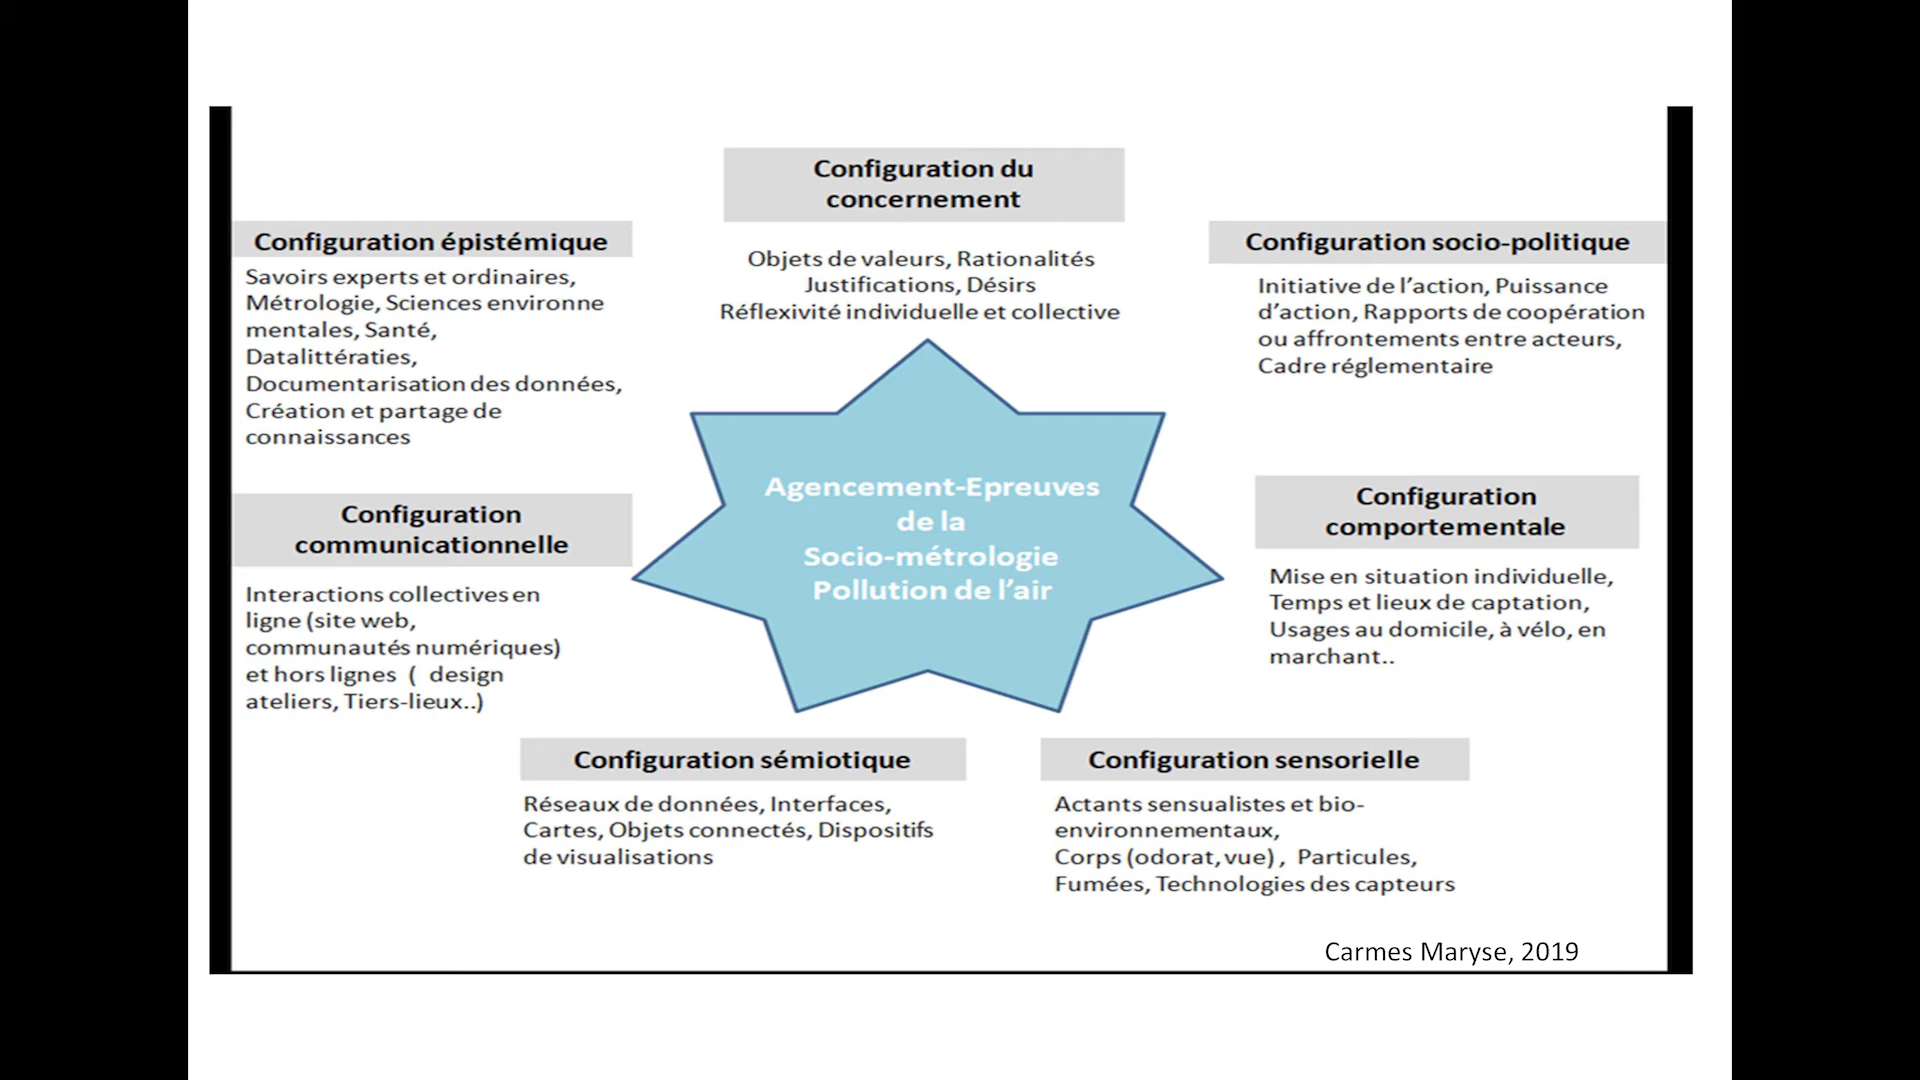 Configuration du
concernement
Objets de valeurs, Rationalités
Justifications, Désirs
Réflexivité individuelle et collective
Configuration épistémique
Savoirs experts et ordinaires,
Métrologie, Sciences environne
mentales, Santé,
Datalittératies,
Documentarisation des données,
Création et partage de
connaissances
Configuration socio-politique
Initiative de l’action, Puissance
d’action, Rapports de coopération
ou affrontements entre acteurs,
Cadre réglementaire
Agencement-Epreuves
de la
Socio-métrologie
Pollution de l’air
Configuration
communicationnelle
Interactions collectives en
ligne (site web,
communautés numériques)
et hors lignes ( design
ateliers, Tiers-lieux..)
Configuration
comportementale
Mise en situation individuelle,
Temps et lieux de captation,
Usages au domicile, à vélo, en
marchant..
Configuration sémiotique
Réseaux de données, Interfaces,
Cartes, Objets connectés, Dispositifs
de visualisations
Configuration sensorielle
Actants sensualistes et bio-
environnementaux,
Corps (odorat, vue) , Particules,
Fumées, Technologies des capteurs
Carmes Maryse, 2019